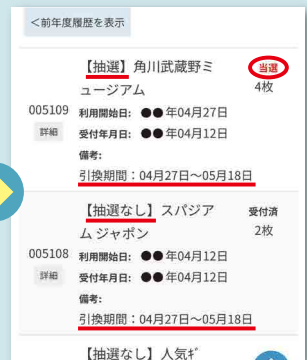 <前年度履歴を表示
【抽選】角川武蔵野ミ 当選
ュージアム 4枚
005109 利用開始日: ●●年04月27日
詳細 受付年月日: ●●年04月12日
備考:
引換期間：04月27日～05月18日
【抽選なし】スパジア 受付済
ムジャポン 2枚
005108 利用開始日: ●●年04月12日
詳細 受付年月日: ●●年04月12日
備考:
引換期間：04月27日～05月18日
【抽選なし】人気ｷﾞ